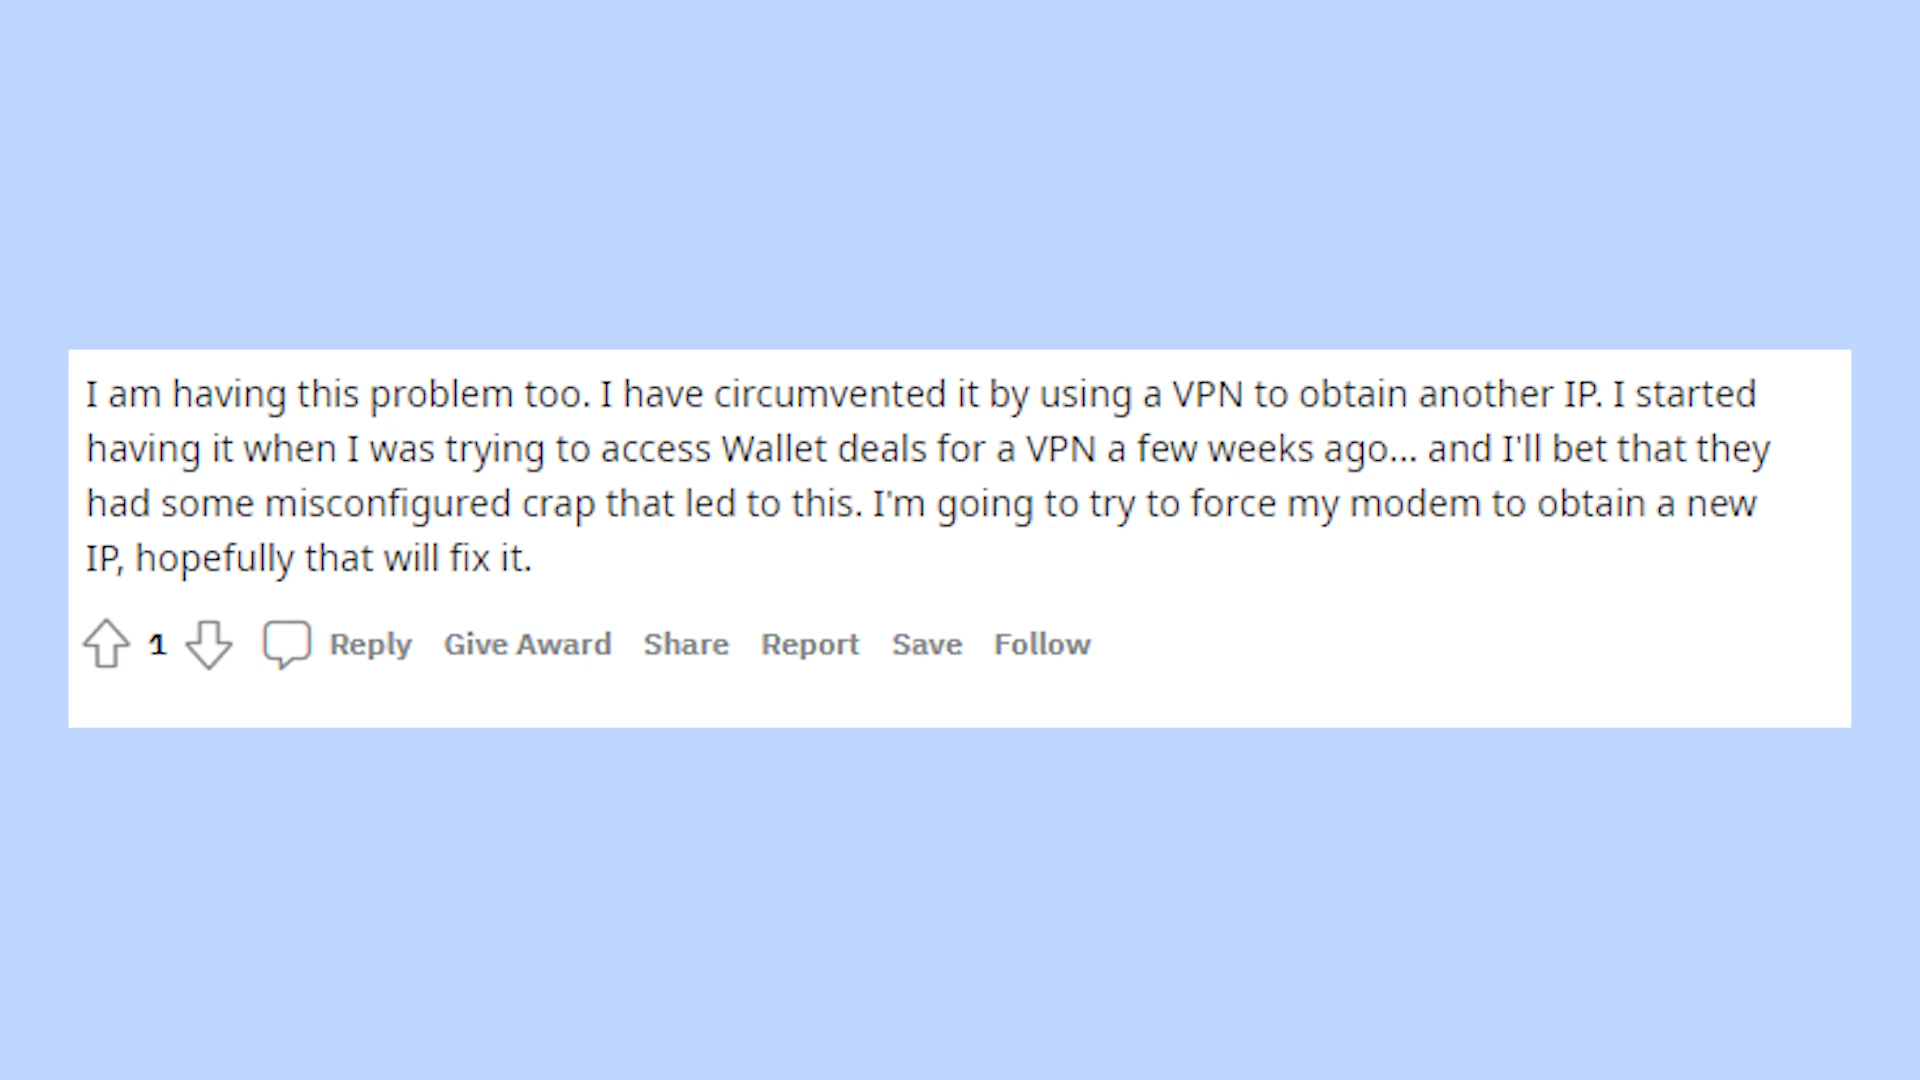 I am having this problem too. I have circumvented it by using a VPN to obtain another IP. I started
having it when I was trying to access Wallet deals for a VPN a few weeks ago... and I'll bet that they
had some misconfigured crap that led to this. I'm going to try to force my modem to obtain a new
IP, hopefully that will fix it.
1 Reply Give Award Share Report Save Follow